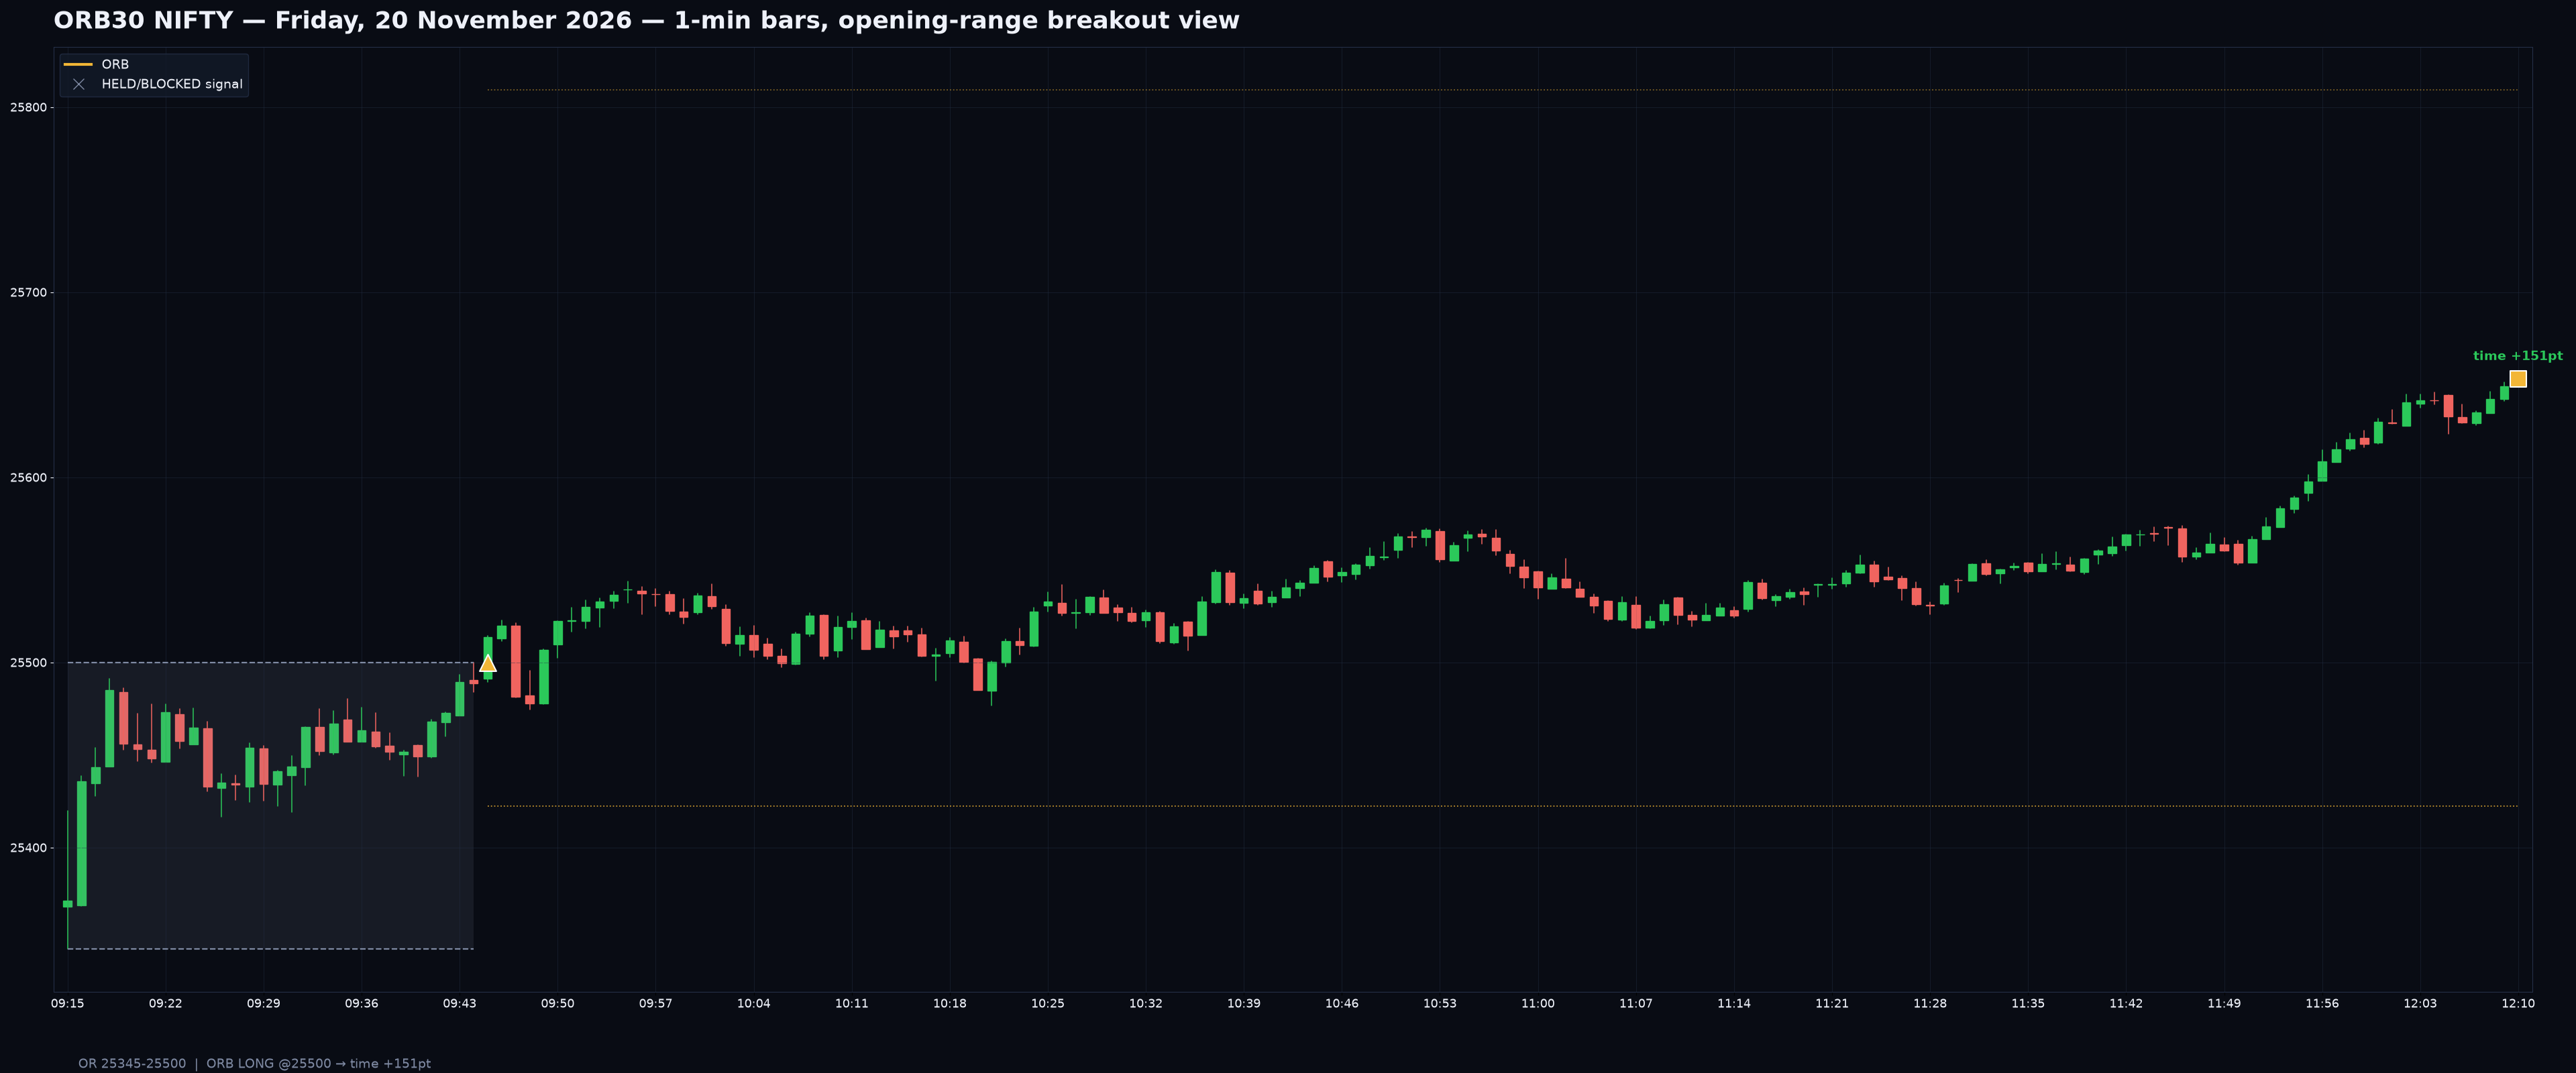 ORB30 NIFTY — Friday, 20 November 2026 — 1-min bars, opening-range breakout view
ORB
HELD/BLOCKED signal
25800
25700
25600
25500
25400
time +151pt
09:15 09:22 09:29 09:36 09:43 09:50 09:57 10:04 10:11 10:18 10:25 10:32 10:39 10:46 10:53 11:00 11:07 11:14 11:21 11:28 11:35 11:42 11:49 11:56 12:03 12:10
OR 25345-25500 | ORB LONG @25500 → time +151pt